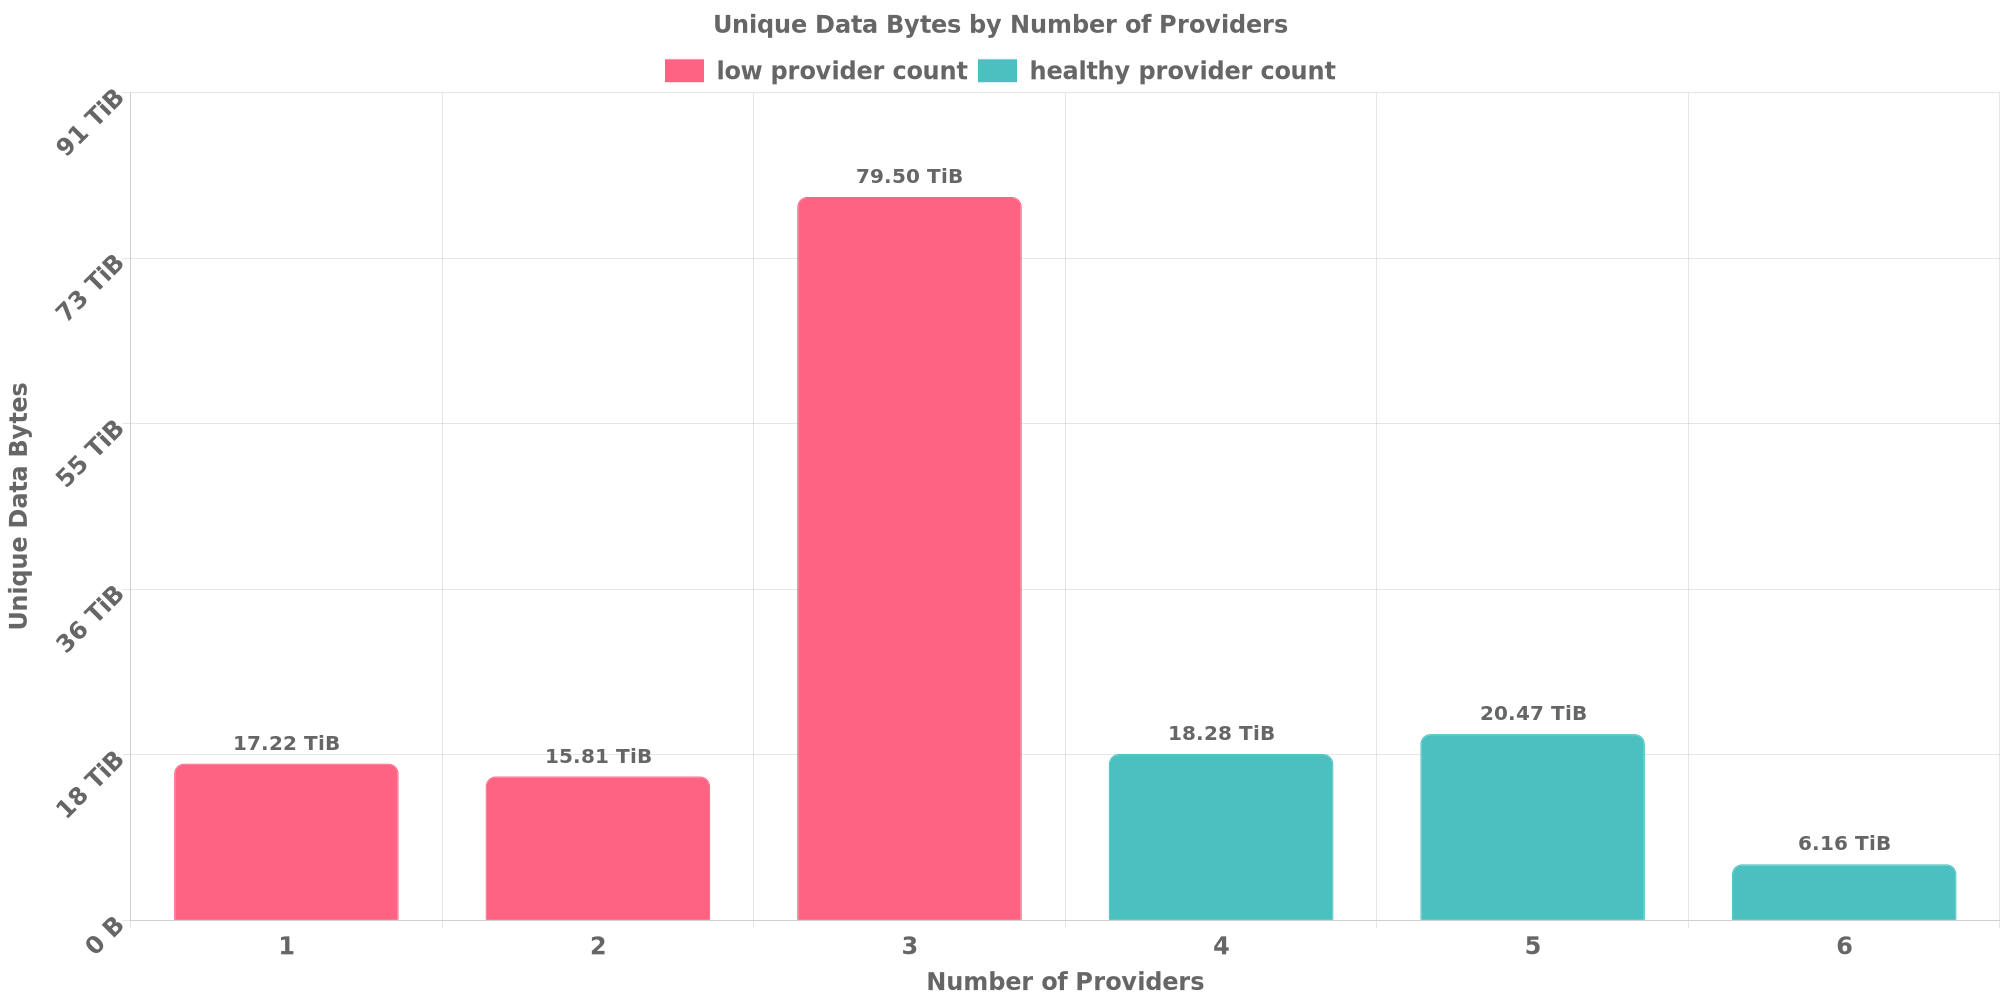 Unique Data Bytes by Number of Providers
low provider count
healthy provider count
Unique Data Bytes
91 TiB
73 TiB
55 TiB
36 TiB
18 TiB
0 B
17.22 TiB
15.81 TiB
79.50 TiB
18.28 TiB
20.47 TiB
6.16 TiB
1 2 3 4 5 6
Number of Providers